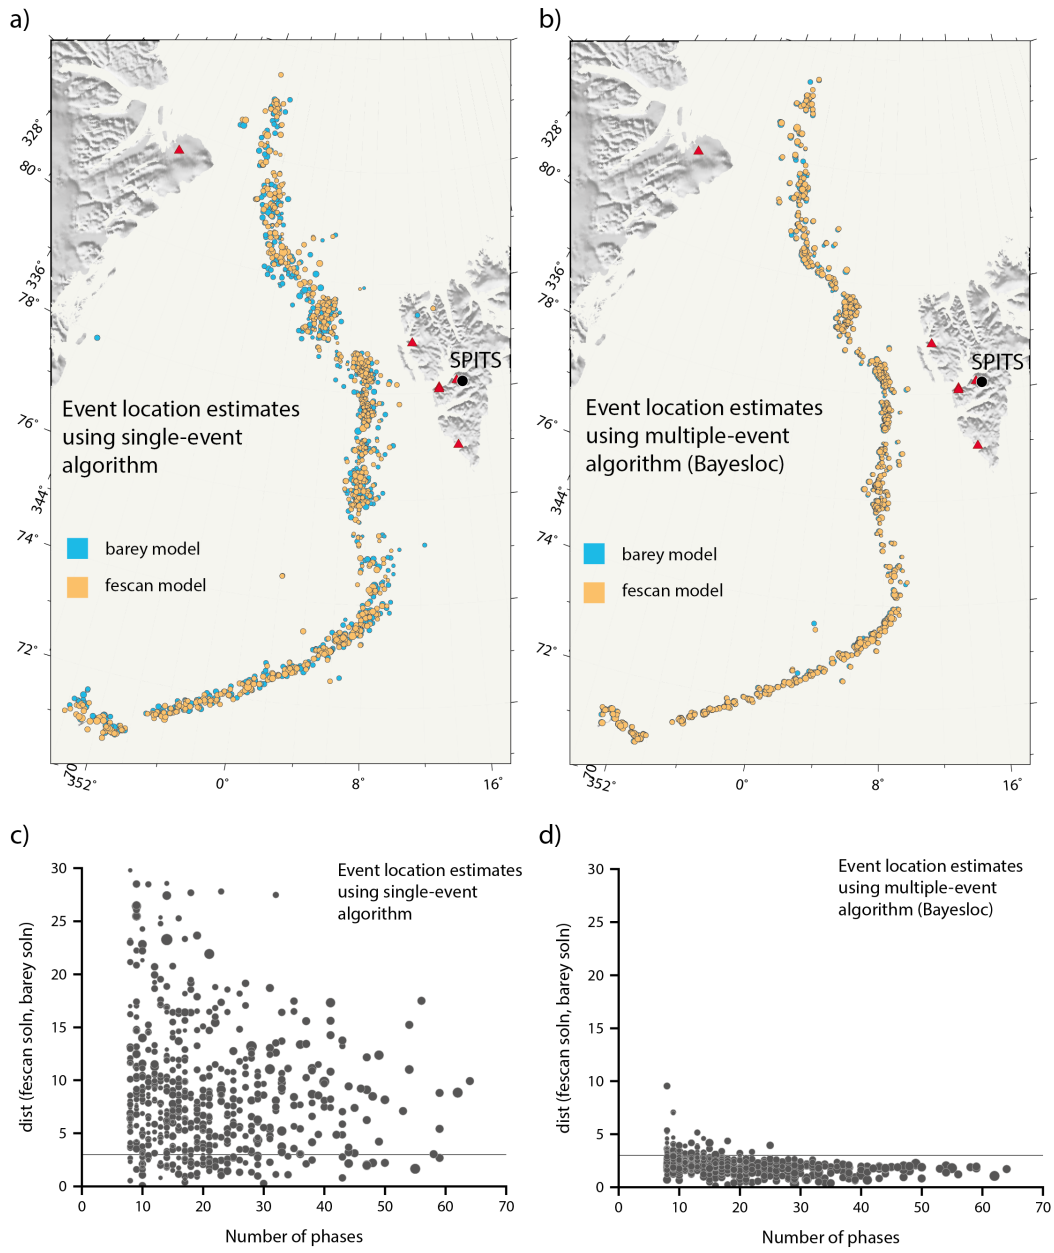 a)
b)
328°
80°
336°
78°
76°
344°
74°
72°
70
352°
0°
8°
16°
SPITS
Event location estimates
using single-event
algorithm
barey model
fescan model
328°
80°
336°
78°
76°
344°
74°
72°
70
352°
0°
8°
16°
SPITS
Event location estimates
using multiple-event
algorithm (Bayesloc)
barey model
fescan model
c)
Event location estimates
using single-event
algorithm
dist (fescan soln, barey soln)
30
25
20
15
10
5
0
0 10 20 30 40 50 60 70
Number of phases
d)
Event location estimates
using multiple-event
algorithm (Bayesloc)
dist (fescan soln, barey soln)
30
25
20
15
10
5
0
0 10 20 30 40 50 60 70
Number of phases